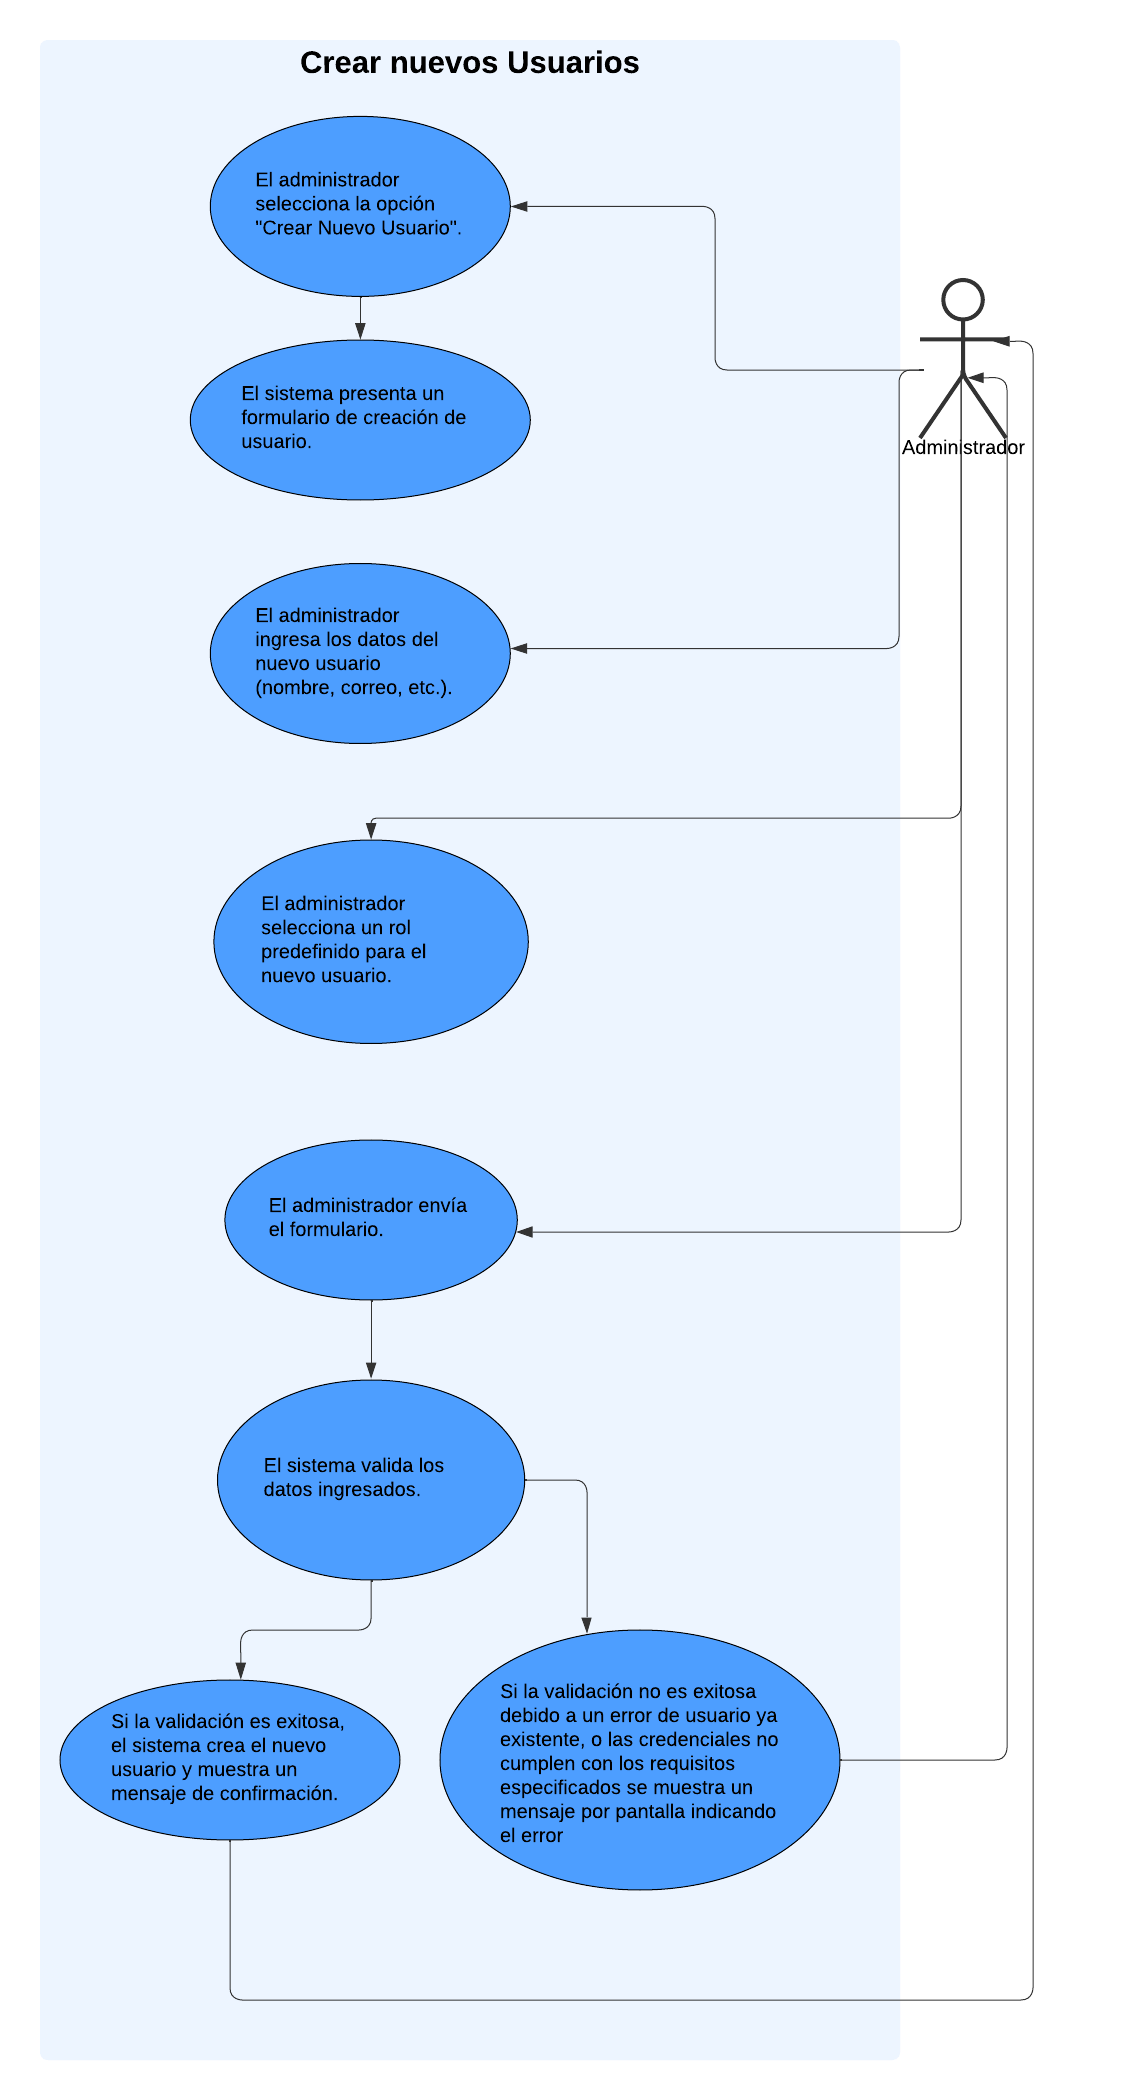 Crear nuevos Usuarios
El administrador
selecciona la opción
"Crear Nuevo Usuario".
El sistema presenta un
formulario de creación de
usuario.
Administrador
El administrador
ingresa los datos del
nuevo usuario
(nombre, correo, etc.).
El administrador
selecciona un rol
predefinido para el
nuevo usuario.
El administrador envía
el formulario.
El sistema valida los
datos ingresados.
Si la validación es exitosa,
el sistema crea el nuevo
usuario y muestra un
mensaje de confirmación.
Si la validación no es exitosa
debido a un error de usuario ya
existente, o las credenciales no
cumplen con los requisitos
especificados se muestra un
mensaje por pantalla indicando
el error